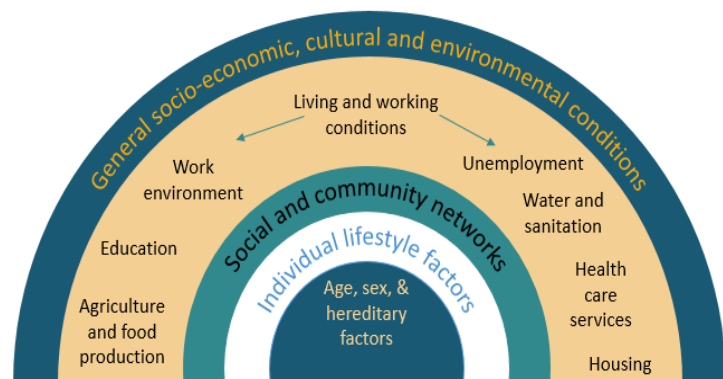 General socio-economic, cultural and environmental conditions
Living and working
conditions
Work
environment
Unemployment
Water and
sanitation
Education
Health
care
services
Agriculture
and food
production
Housing
Social and community networks
Individual lifestyle factors
Age, sex, &
hereditary
factors